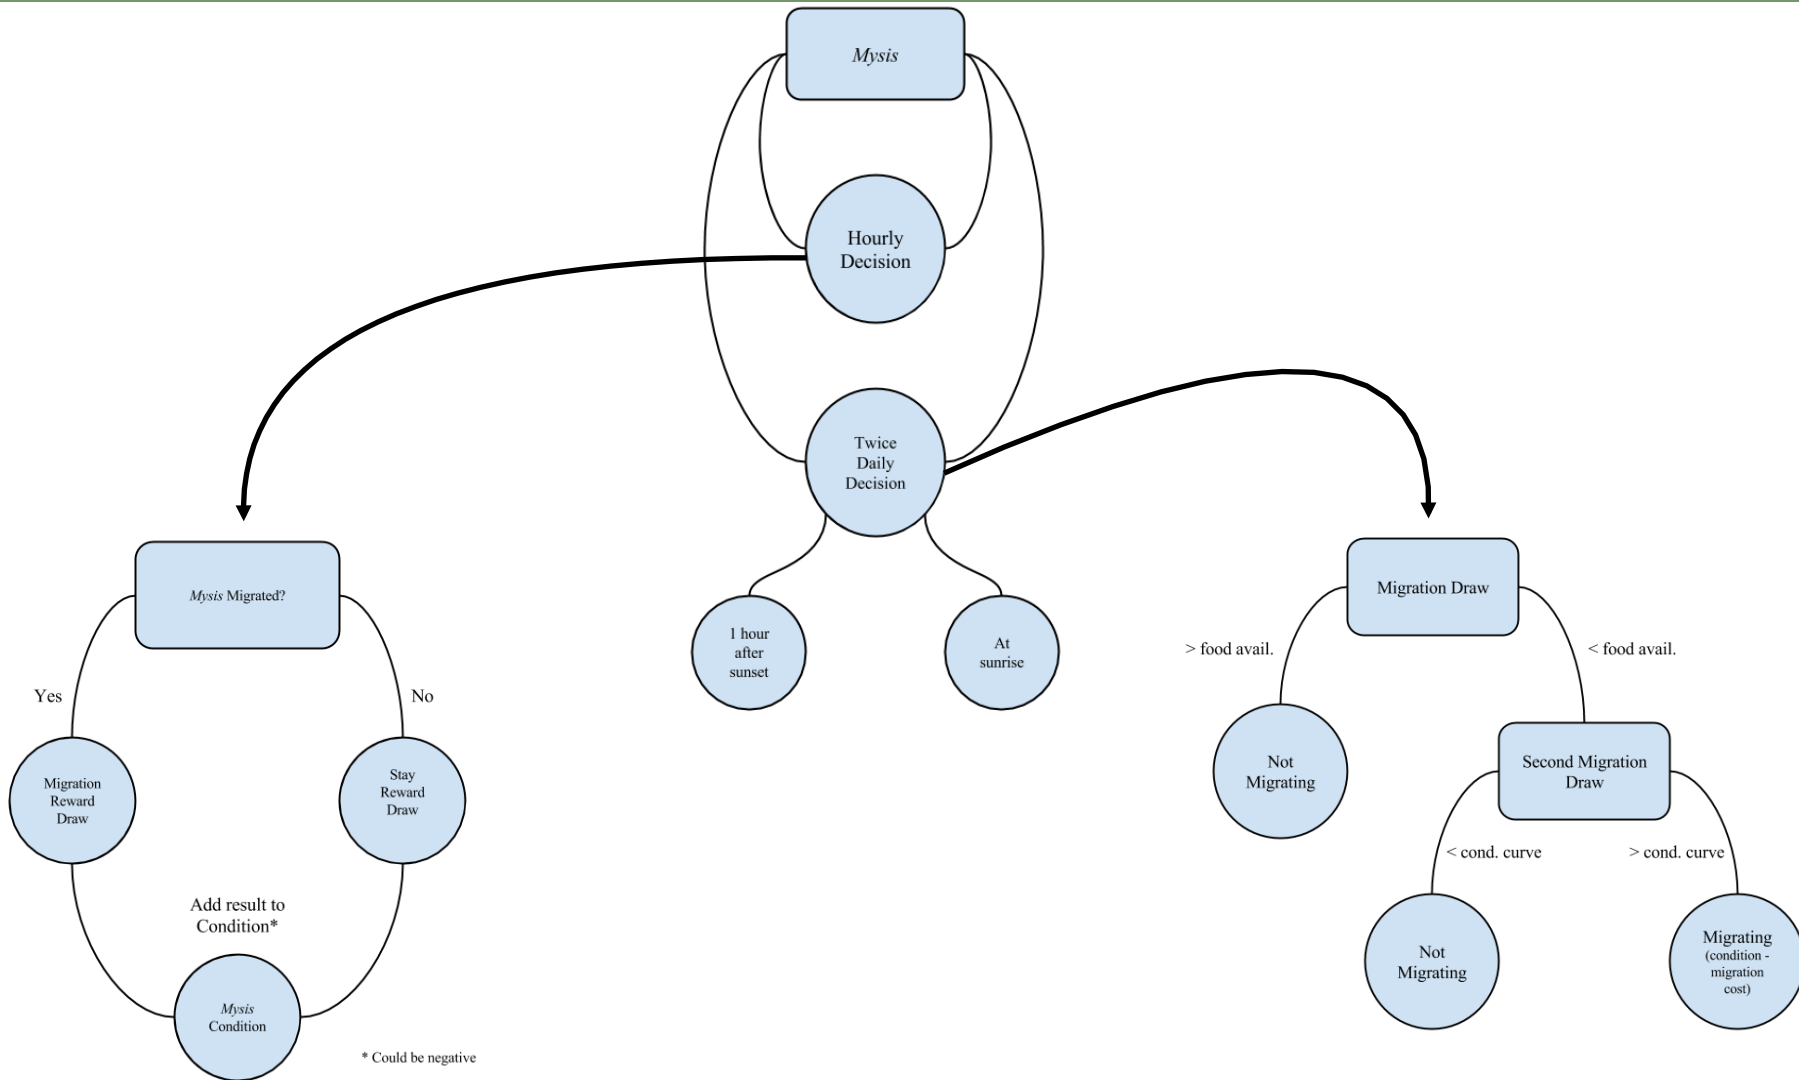 Mysis
Hourly
Decision
Twice
Daily
Decision
1 hour
after
sunset
At
sunrise
Mysis Migrated?
Yes
No
Migration
Reward
Draw
Stay
Reward
Draw
Add result to
Condition*
Mysis
Condition
* Could be negative
Migration Draw
> food avail.
< food avail.
Not
Migrating
Second Migration
Draw
< cond. curve
> cond. curve
Not
Migrating
Migrating
(condition -
migration
cost)